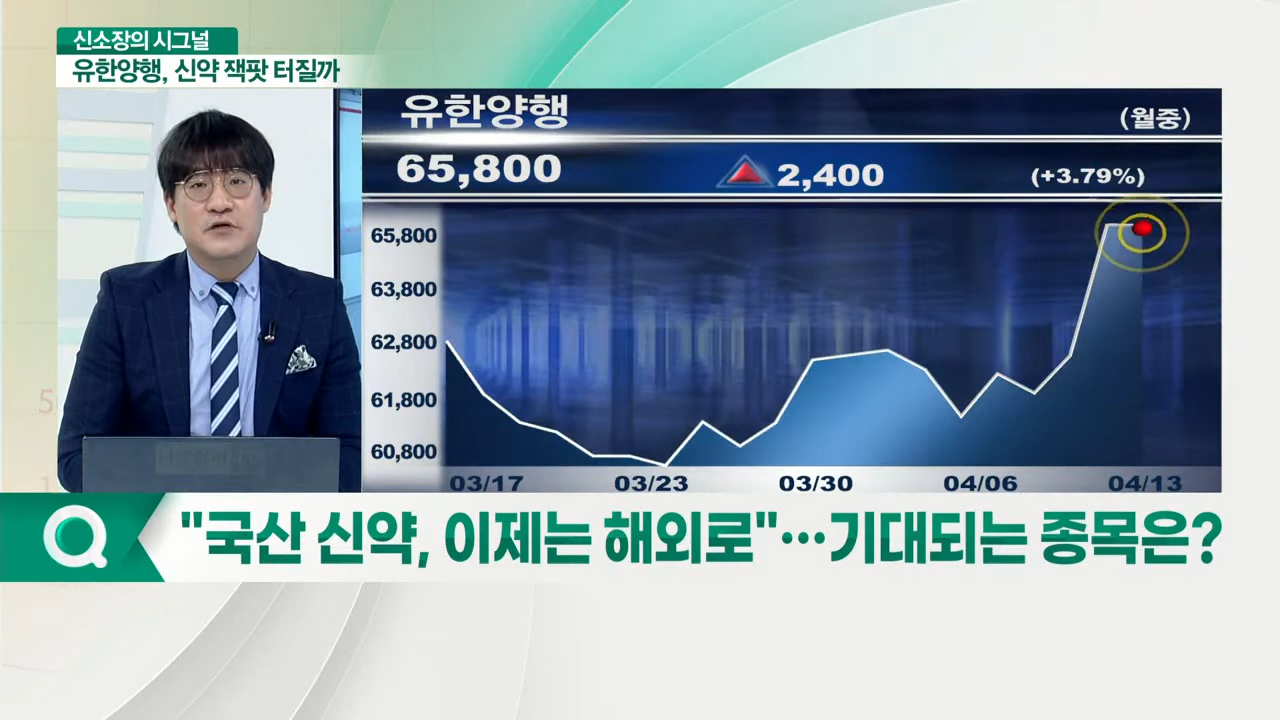 신소장의 시그널
유한양행, 신약 잭팟 터질까
유한양행
(월중)
65,800
2,400
(+3.79%)
65,800
63,800
62,800
61,800
60,800
03/17
03/23
03/30
04/06
04/13
"국산 신약, 이제는 해외로"…기대되는 종목은?